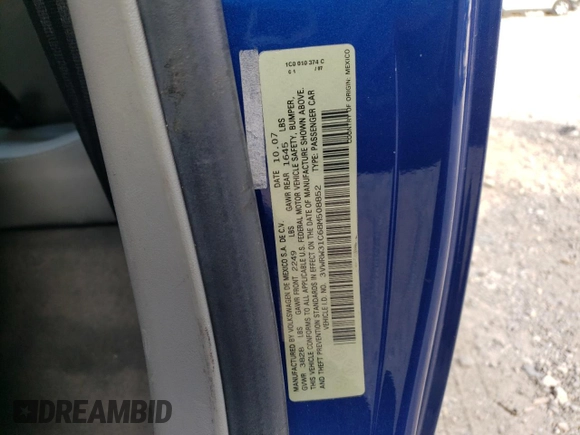 1C0 010 374 C
MANUFACTURED BY VOLKSWAGEN DE MEXICO S.A. DE C.V. DATE 10.07
GVWR 3828 LBS GAWR FRONT 2249 LBS GAWR REAR 1645 LBS
THIS VEHICLE CONFORMS TO ALL APPLICABLE U.S. FEDERAL MOTOR VEHICLE SAFETY, BUMPER,
AND THEFT PREVENTION STANDARDS IN EFFECT ON THE DATE OF MANUFACTURE SHOWN ABOVE.
VEHICLE I.D. NO. 3VWRW31C68M508852 TYPE: PASSENGER CAR
COUNTRY OF ORIGIN: MEXICO
DREAMBID